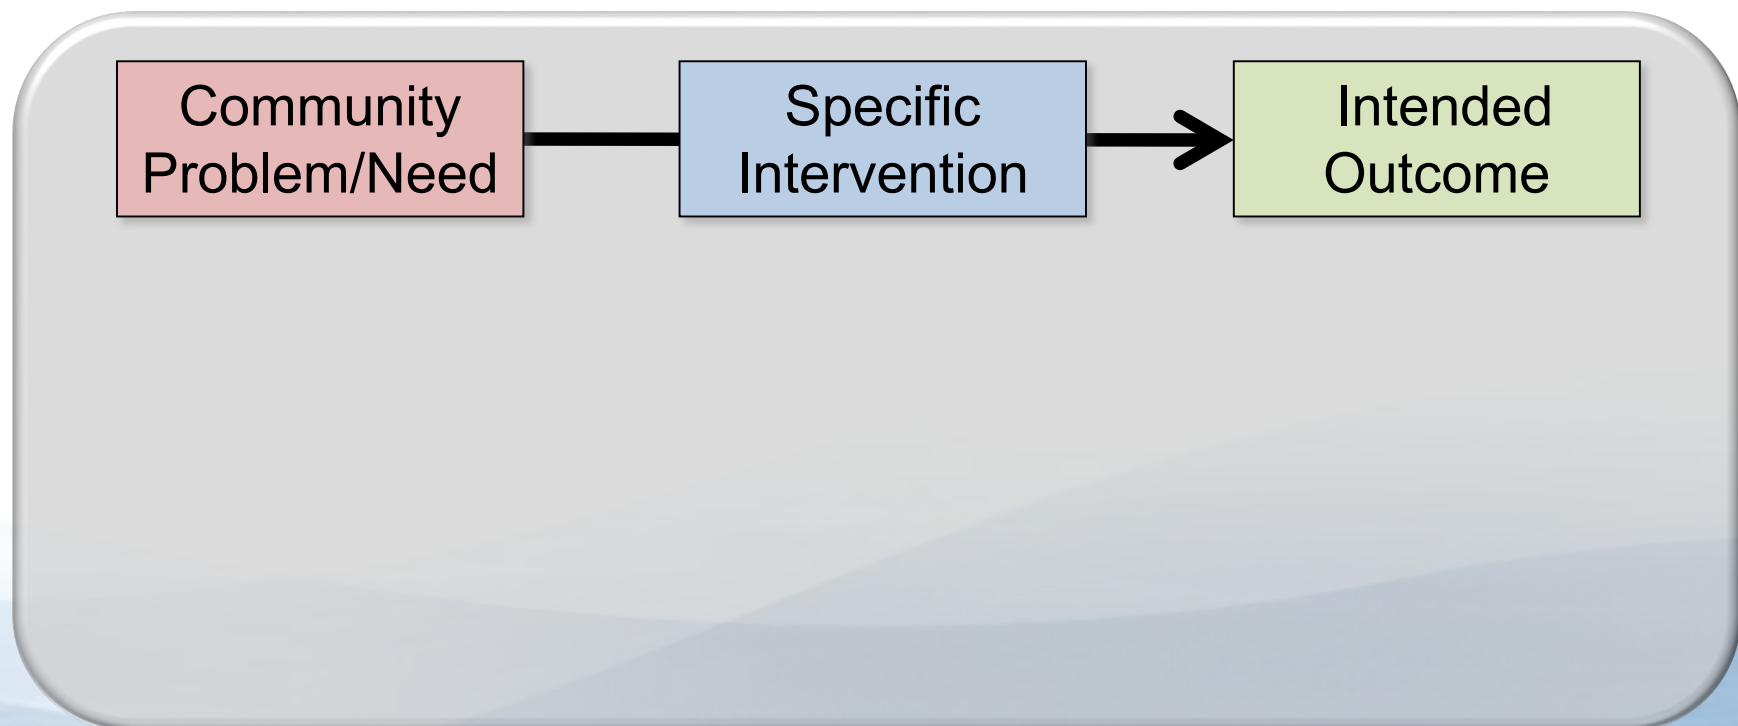 Community
Problem/Need
Specific
Intervention
Intended
Outcome